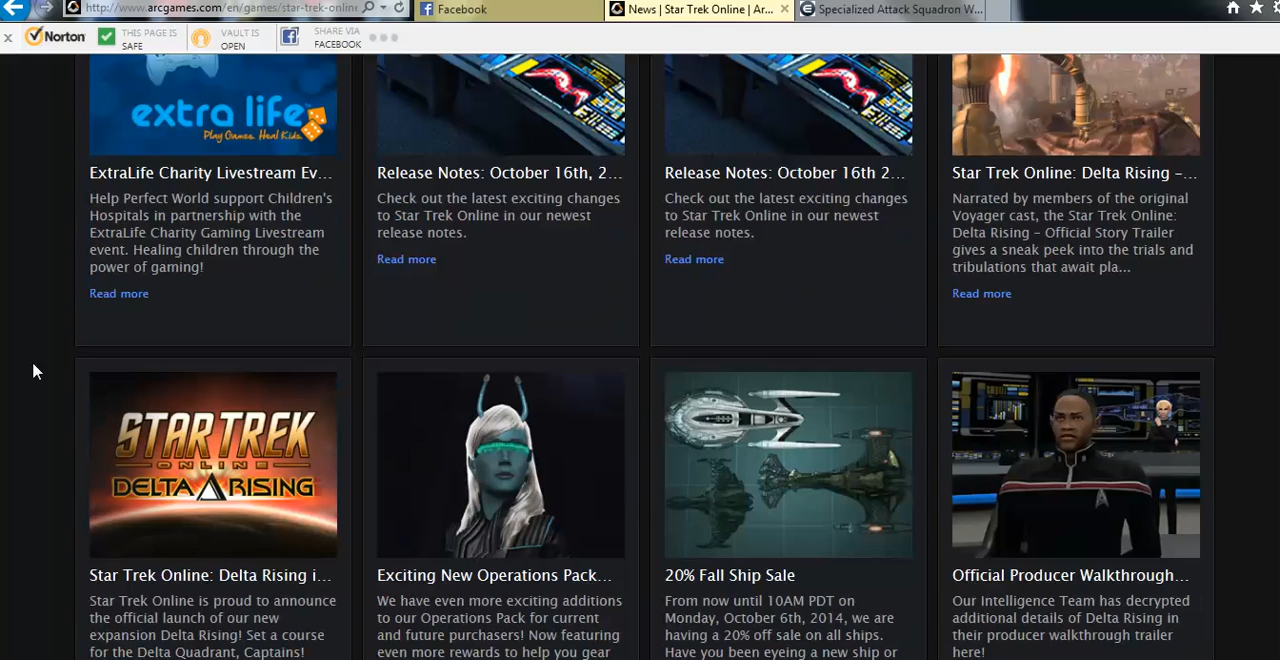 http://www.arcgames.com/en/games/star-trek-online
Facebook
News | Star Trek Online | Ar...
Specialized Attack Squadron W...
Norton
THIS PAGE IS
SAFE
VAULT IS
OPEN
SHARE VIA
FACEBOOK
extra life
Play Games. Heal Kids.
ExtraLife Charity Livestream Ev...
Help Perfect World support Children's
Hospitals in partnership with the
ExtraLife Charity Gaming Livestream
event. Healing children through the
power of gaming!
Read more
Release Notes: October 16th, 2...
Check out the latest exciting changes
to Star Trek Online in our newest
release notes.
Read more
Release Notes: October 16th 2...
Check out the latest exciting changes
to Star Trek Online in our newest
release notes.
Read more
Star Trek Online: Delta Rising –...
Narrated by members of the original
Voyager cast, the Star Trek Online:
Delta Rising – Official Story Trailer
gives a sneak peek into the trials and
tribulations that await pla...
Read more
STAR TREK
ONLINE
DELTA RISING
Star Trek Online: Delta Rising i...
Star Trek Online is proud to announce
the official launch of our new
expansion Delta Rising! Set a course
for the Delta Quadrant, Captains!
Exciting New Operations Pack...
We have even more exciting additions
to our Operations Pack for current
and future purchasers! Now featuring
even more rewards to help you gear
20% Fall Ship Sale
From now until 10AM PDT on
Monday, October 6th, 2014, we are
having a 20% off sale on all ships.
Have you been eyeing a new ship or
Official Producer Walkthrough...
Our Intelligence Team has decrypted
additional details of Delta Rising in
their producer walkthrough trailer
here!